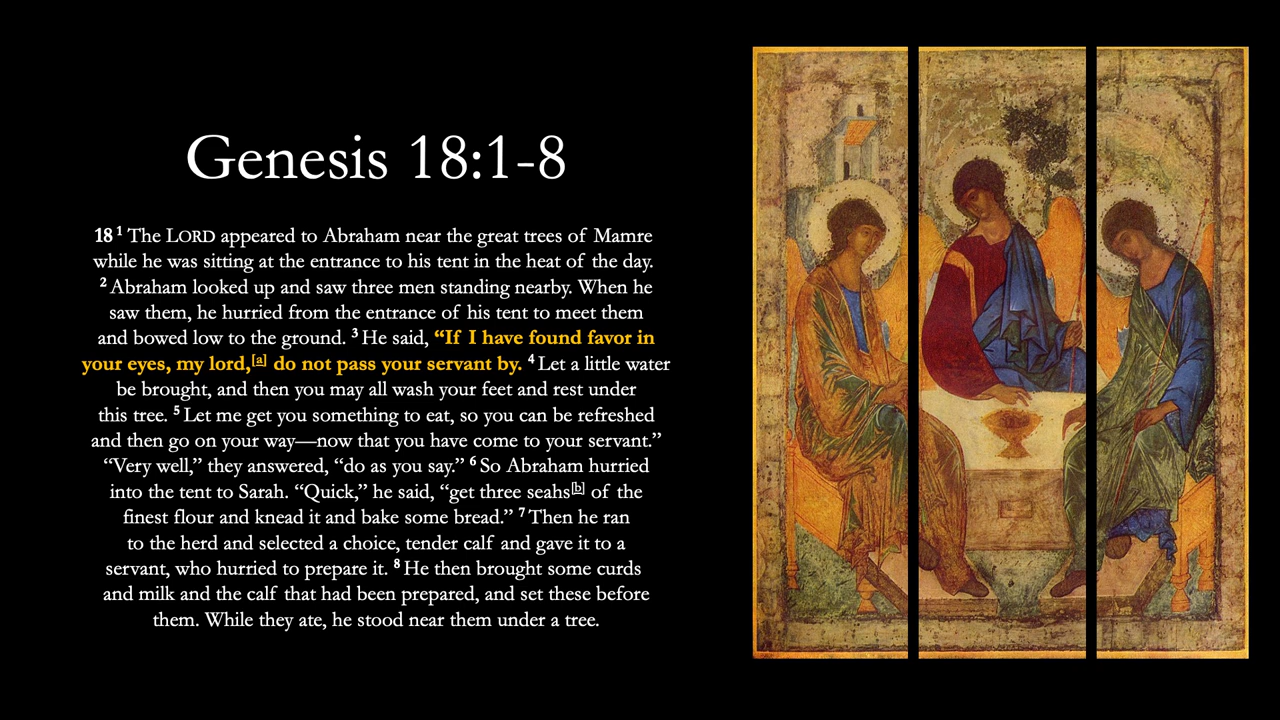 Genesis 18:1-8
18 1 The LORD appeared to Abraham near the great trees of Mamre
while he was sitting at the entrance to his tent in the heat of the day.
2 Abraham looked up and saw three men standing nearby. When he
saw them, he hurried from the entrance of his tent to meet them
and bowed low to the ground. 3 He said, “If I have found favor in
your eyes, my lord,[a] do not pass your servant by. 4 Let a little water
be brought, and then you may all wash your feet and rest under
this tree. 5 Let me get you something to eat, so you can be refreshed
and then go on your way—now that you have come to your servant.”
“Very well,” they answered, “do as you say.” 6 So Abraham hurried
into the tent to Sarah. “Quick,” he said, “get three seahs[b] of the
finest flour and knead it and bake some bread.” 7 Then he ran
to the herd and selected a choice, tender calf and gave it to a
servant, who hurried to prepare it. 8 He then brought some curds
and milk and the calf that had been prepared, and set these before
them. While they ate, he stood near them under a tree.